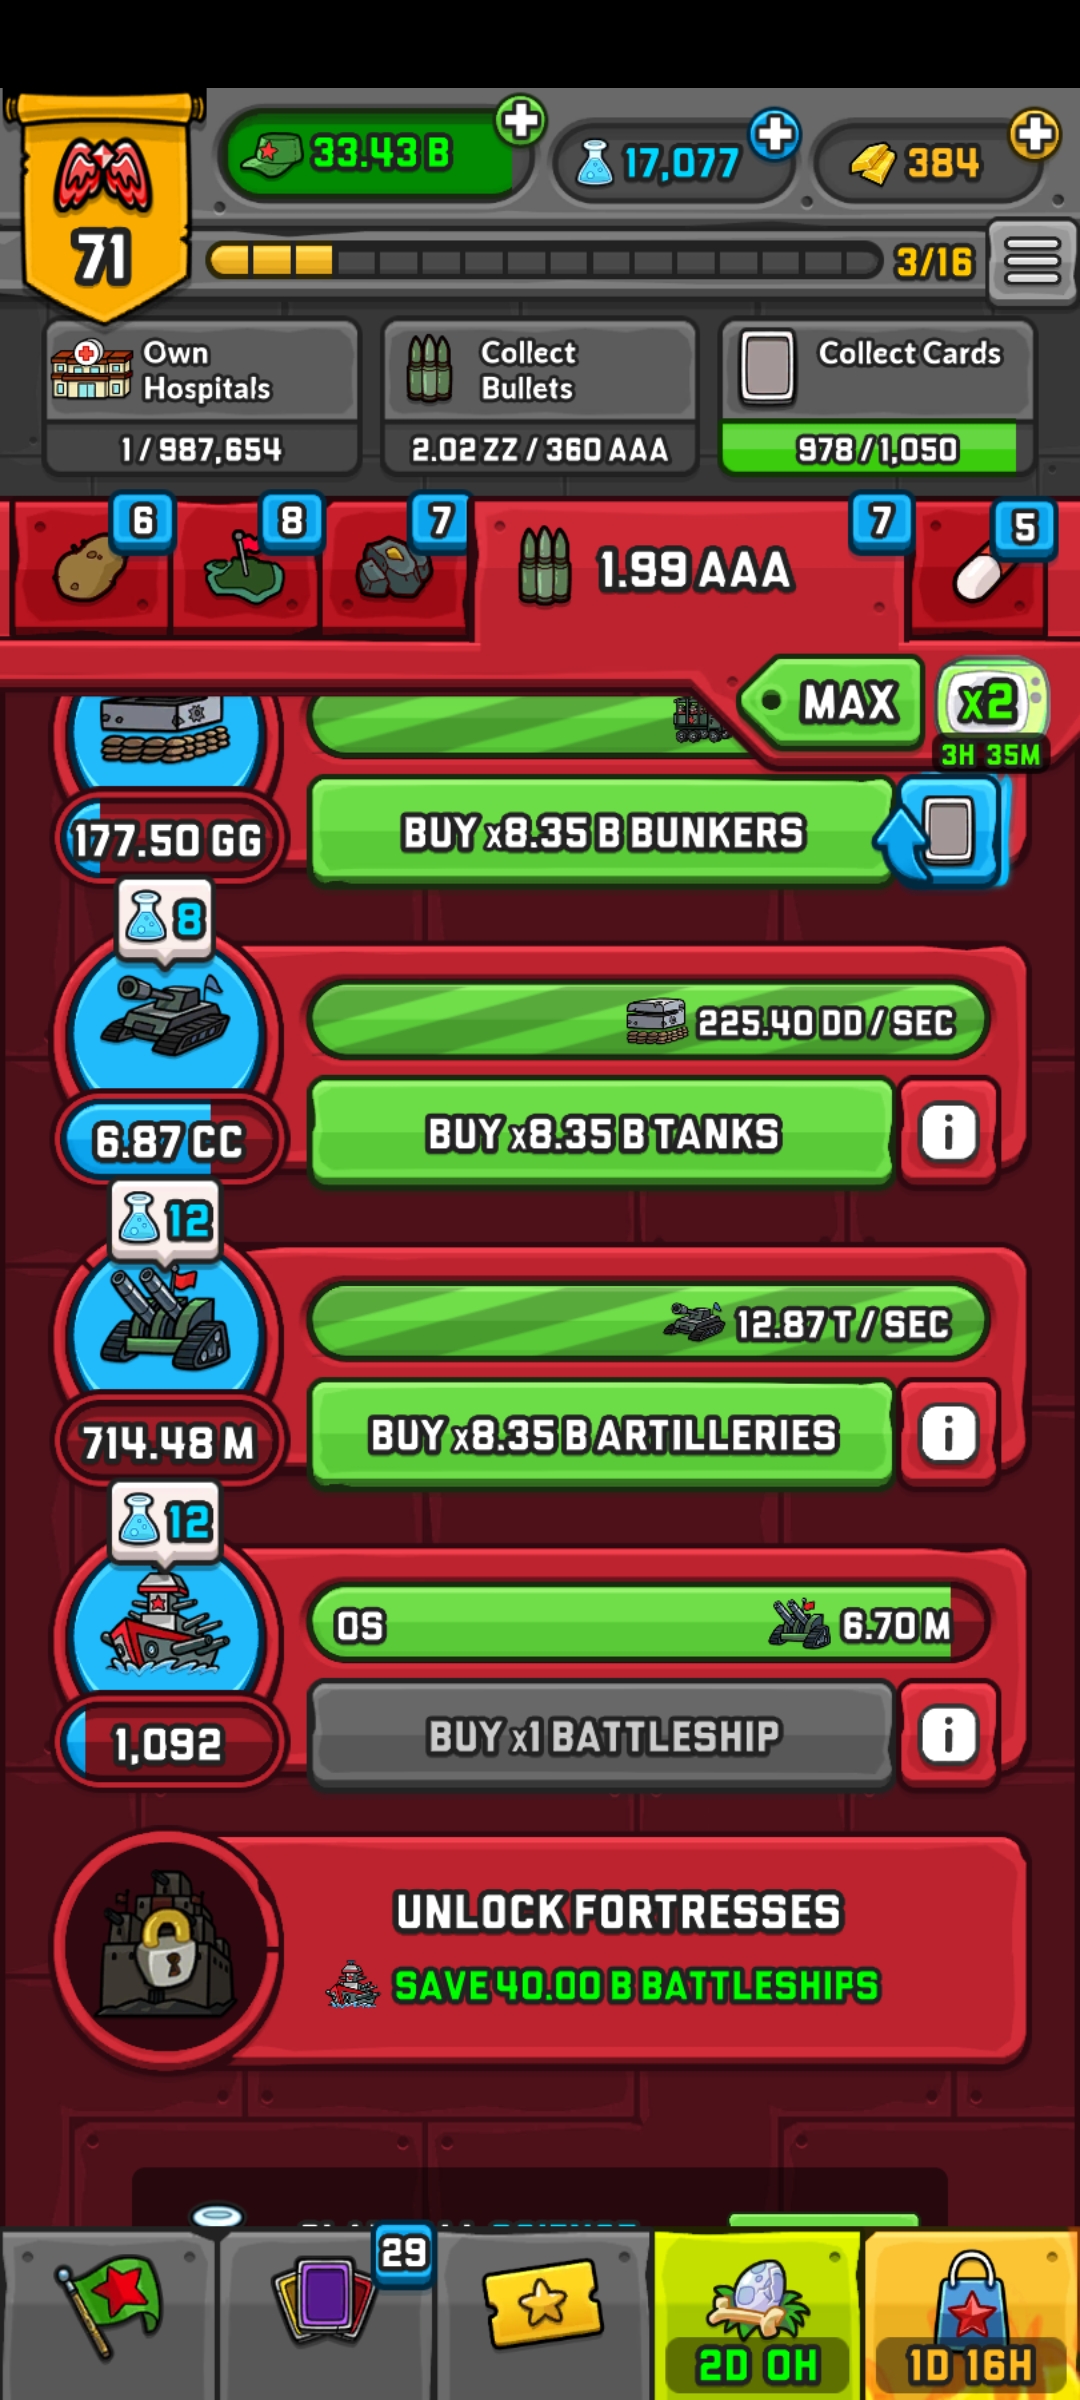 33.43 B
17,077
384
71
3/16
Own
Hospitals
1 / 987,654
Collect
Bullets
2.02 ZZ / 360 AAA
Collect Cards
978 / 1,050
6
8
7
1.99 AAA
7
5
MAX
x2
3H 35M
177.50 GG
BUY x8.35 B BUNKERS
8
225.40 DD / SEC
6.87 CC
BUY x8.35 B TANKS
i
12
12.87 T / SEC
714.48 M
BUY x8.35 B ARTILLERIES
i
12
0S
6.70 M
1,092
BUY x1 BATTLESHIP
i
UNLOCK FORTRESSES
SAVE 40.00 B BATTLESHIPS
29
2D 0H
1D 16H